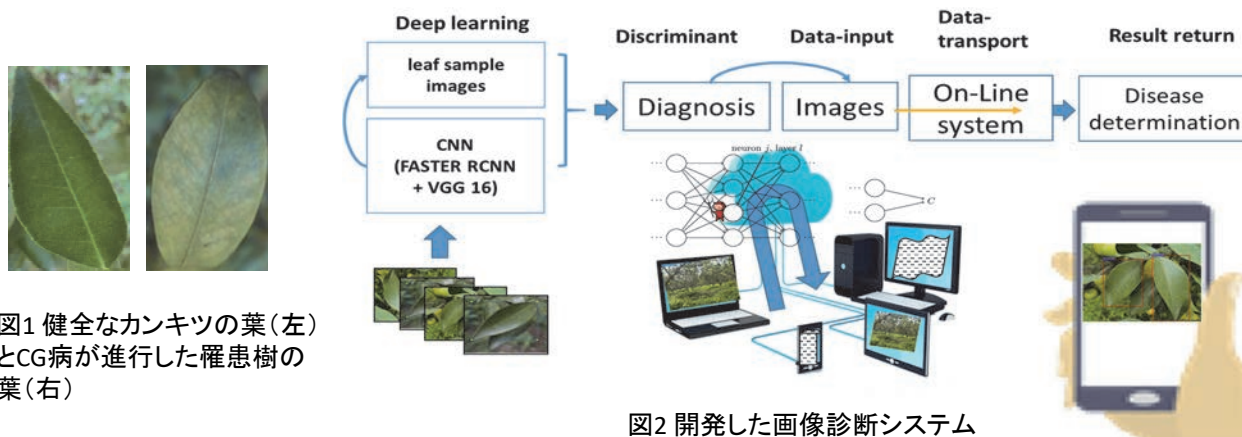 Deep learning
leaf sample
images
CNN
(FASTER RCNN
+ VGG 16)
Discriminant
Diagnosis
Data-input
Images
Data-
transport
On-Line
system
Result return
Disease
determination
neuron j, layer l
C
図1 健全なカンキツの葉(左)
とCG病が進行した罹患樹の
葉(右)
図2 開発した画像診断システム